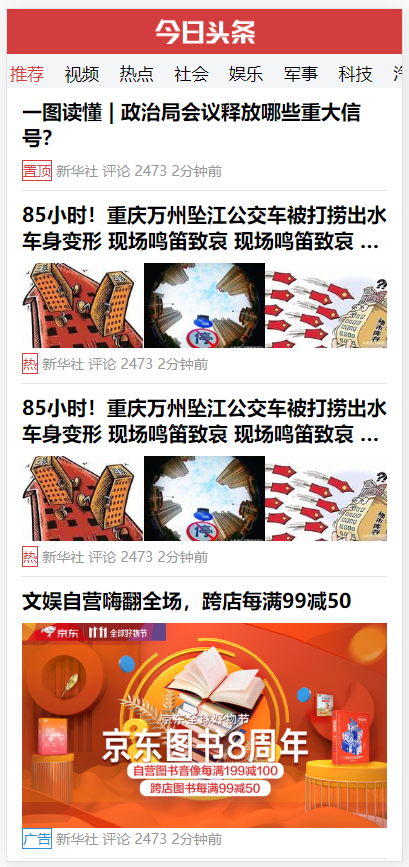 今日头条
推荐 视频 热点 社会 娱乐 军事 科技
一图读懂 | 政治局会议释放哪些重大信
号?
置顶 新华社 评论 2473 2分钟前
85小时！重庆万州坠江公交车被打捞出水
车身变形 现场鸣笛致哀 现场鸣笛致哀 ...
停
??
热 新华社 评论 2473 2分钟前
85小时！重庆万州坠江公交车被打捞出水
车身变形 现场鸣笛致哀 现场鸣笛致哀 ...
停
??
热 新华社 评论 2473 2分钟前
文娱自营嗨翻全场，跨店每满99减50
京东 11.11 全球好物节
京东全球好物节
京东图书8周年
自营图书音像每满199减100
跨店图书每满99减50
广告 新华社 评论 2473 2分钟前